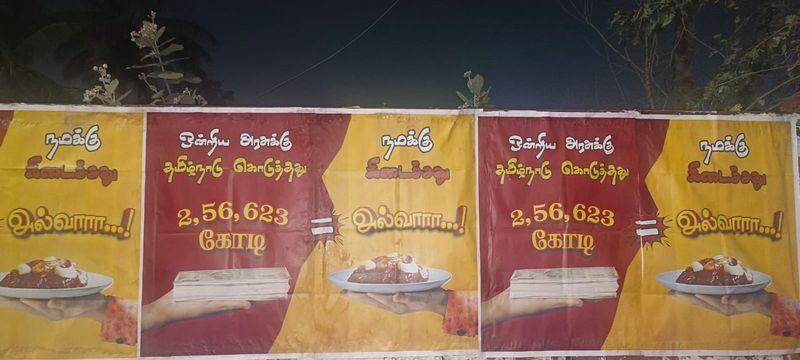 நமக்கு
கிடைச்சது
அல்வாரா...!
ஒன்றிய அரசுக்கு
தமிழ்நாடு கொடுத்தது
2,56,623
கோடி
=
நமக்கு
கிடைச்சது
அல்வாரா...!
ஒன்றிய அரசுக்கு
தமிழ்நாடு கொடுத்தது
2,56,623
கோடி
=
நமக்கு
கிடைச்சது
அல்வாரா...!